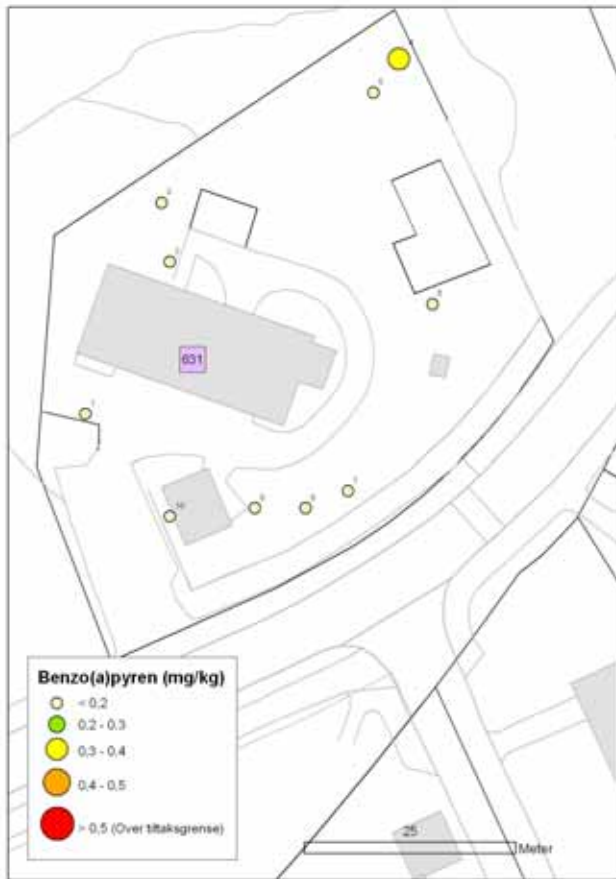 631
10
Benzo(a)pyren (mg/kg)
< 0,2
0,2 - 0,3
0,3 - 0,4
0,4 - 0,5
> 0,5 (Over tiltaksgrense)
25
Meter